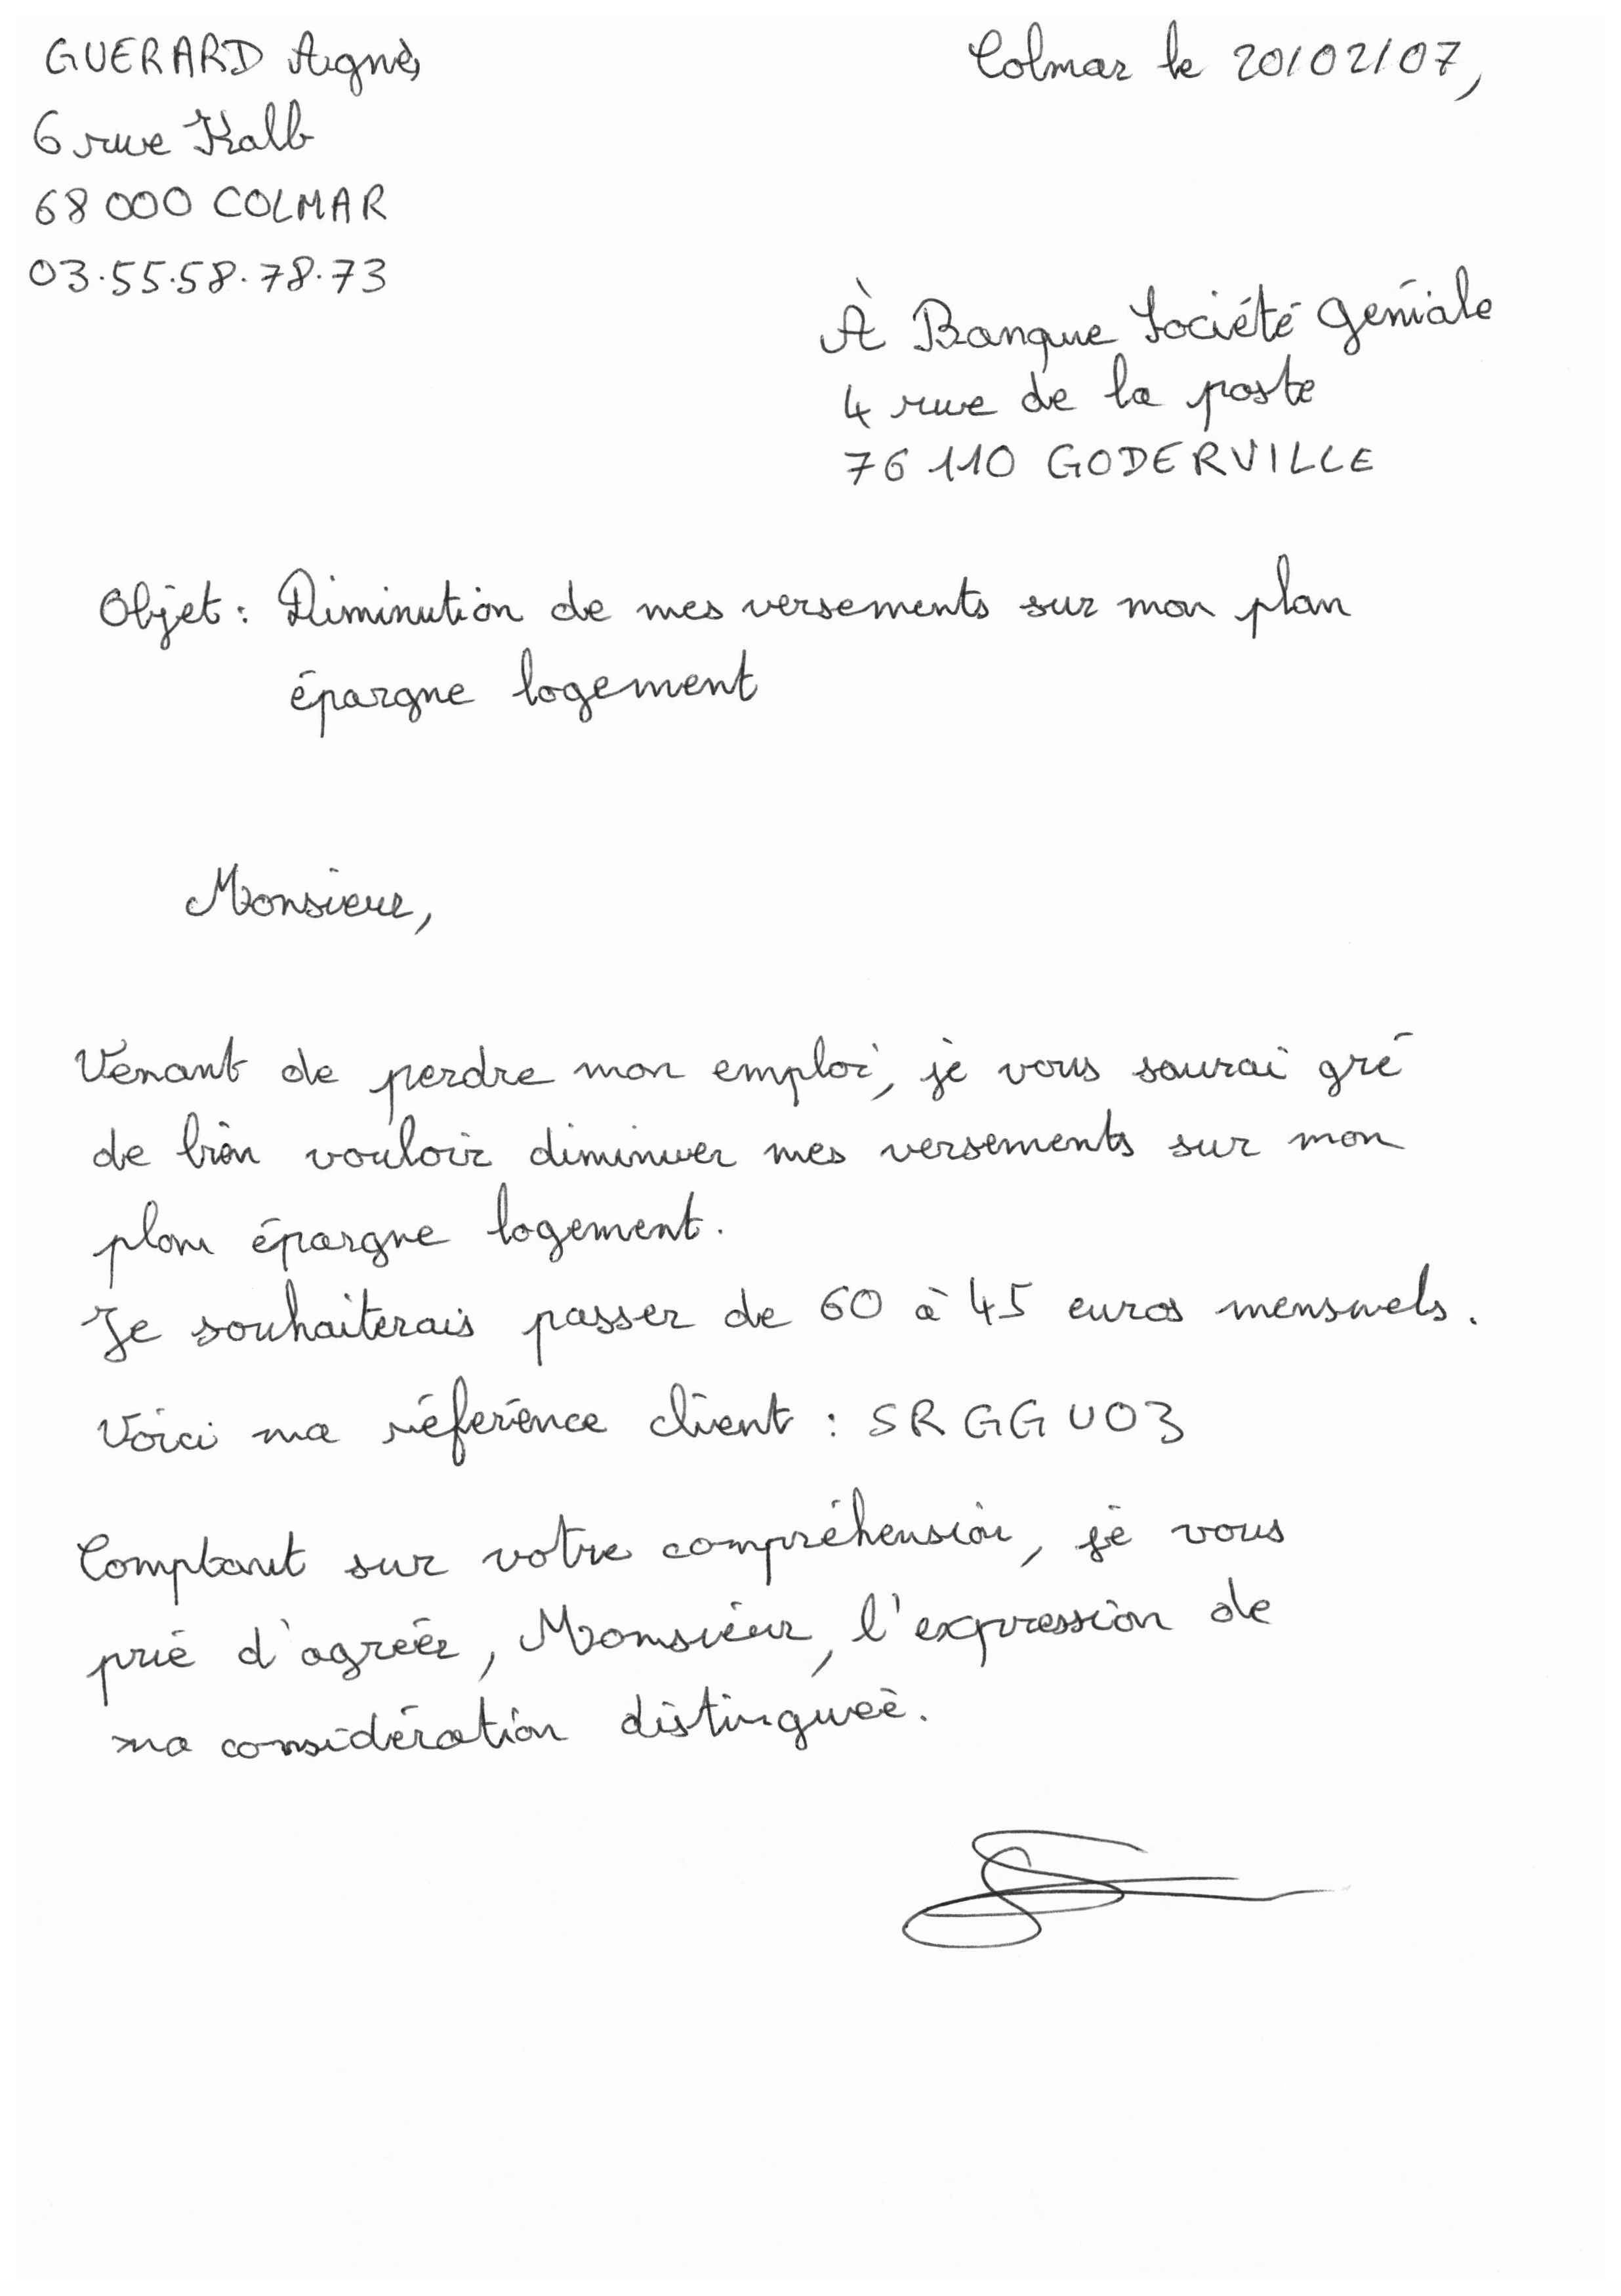 GUERARD Agnès
Colmar le 20/02/07,
6 rue Kalb
68 000 COLMAR
03.55.58.78.73
À Banque Société Géniale
4 rue de la poste
76 110 GODERVILLE
Objet : Diminution de mes versements sur mon plan
épargne logement
Monsieur,
Venant de perdre mon emploi, je vous saurai gré
de bien vouloir diminuer mes versements sur mon
plan épargne logement.
Je souhaiterais passer de 60 à 45 euros mensuels.
Voici ma référence client : SRGGU03
Comptant sur votre compréhension, je vous
prie d'agréer, Monsieur, l'expression de
ma considération distinguée.